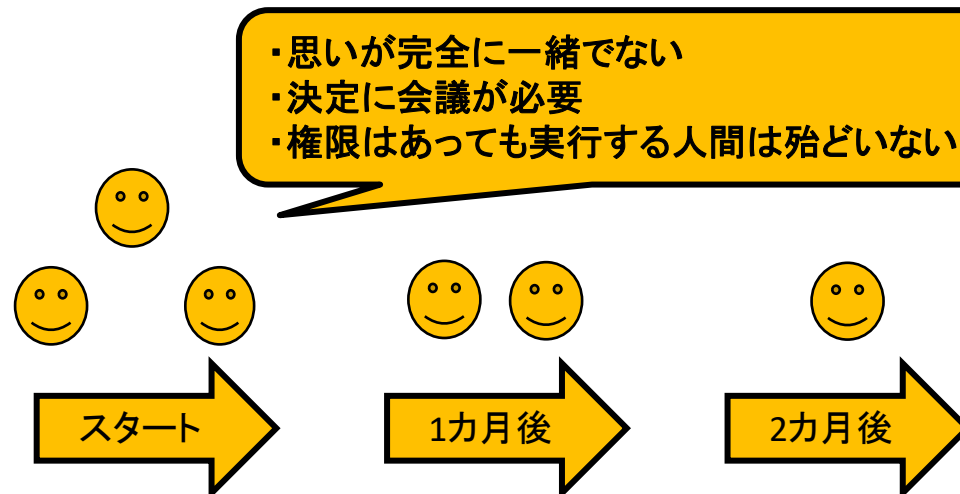 ・思いが完全に一緒でない
・決定に会議が必要
・権限はあっても実行する人間は殆どいない
スタート
1カ月後
2カ月後